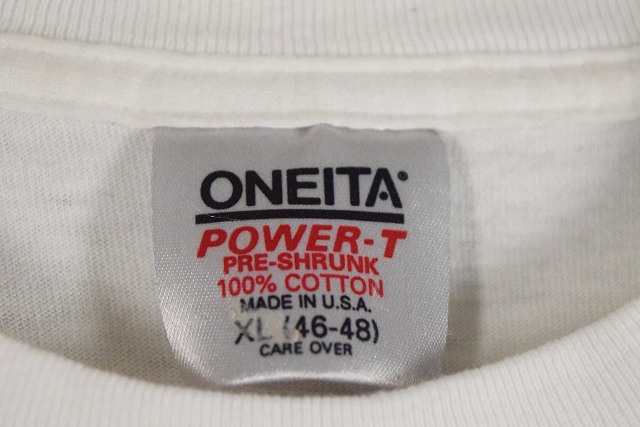 ONEITA®
POWER-T
PRE-SHRUNK
100% COTTON
MADE IN U.S.A.
XL (46-48)
CARE OVER